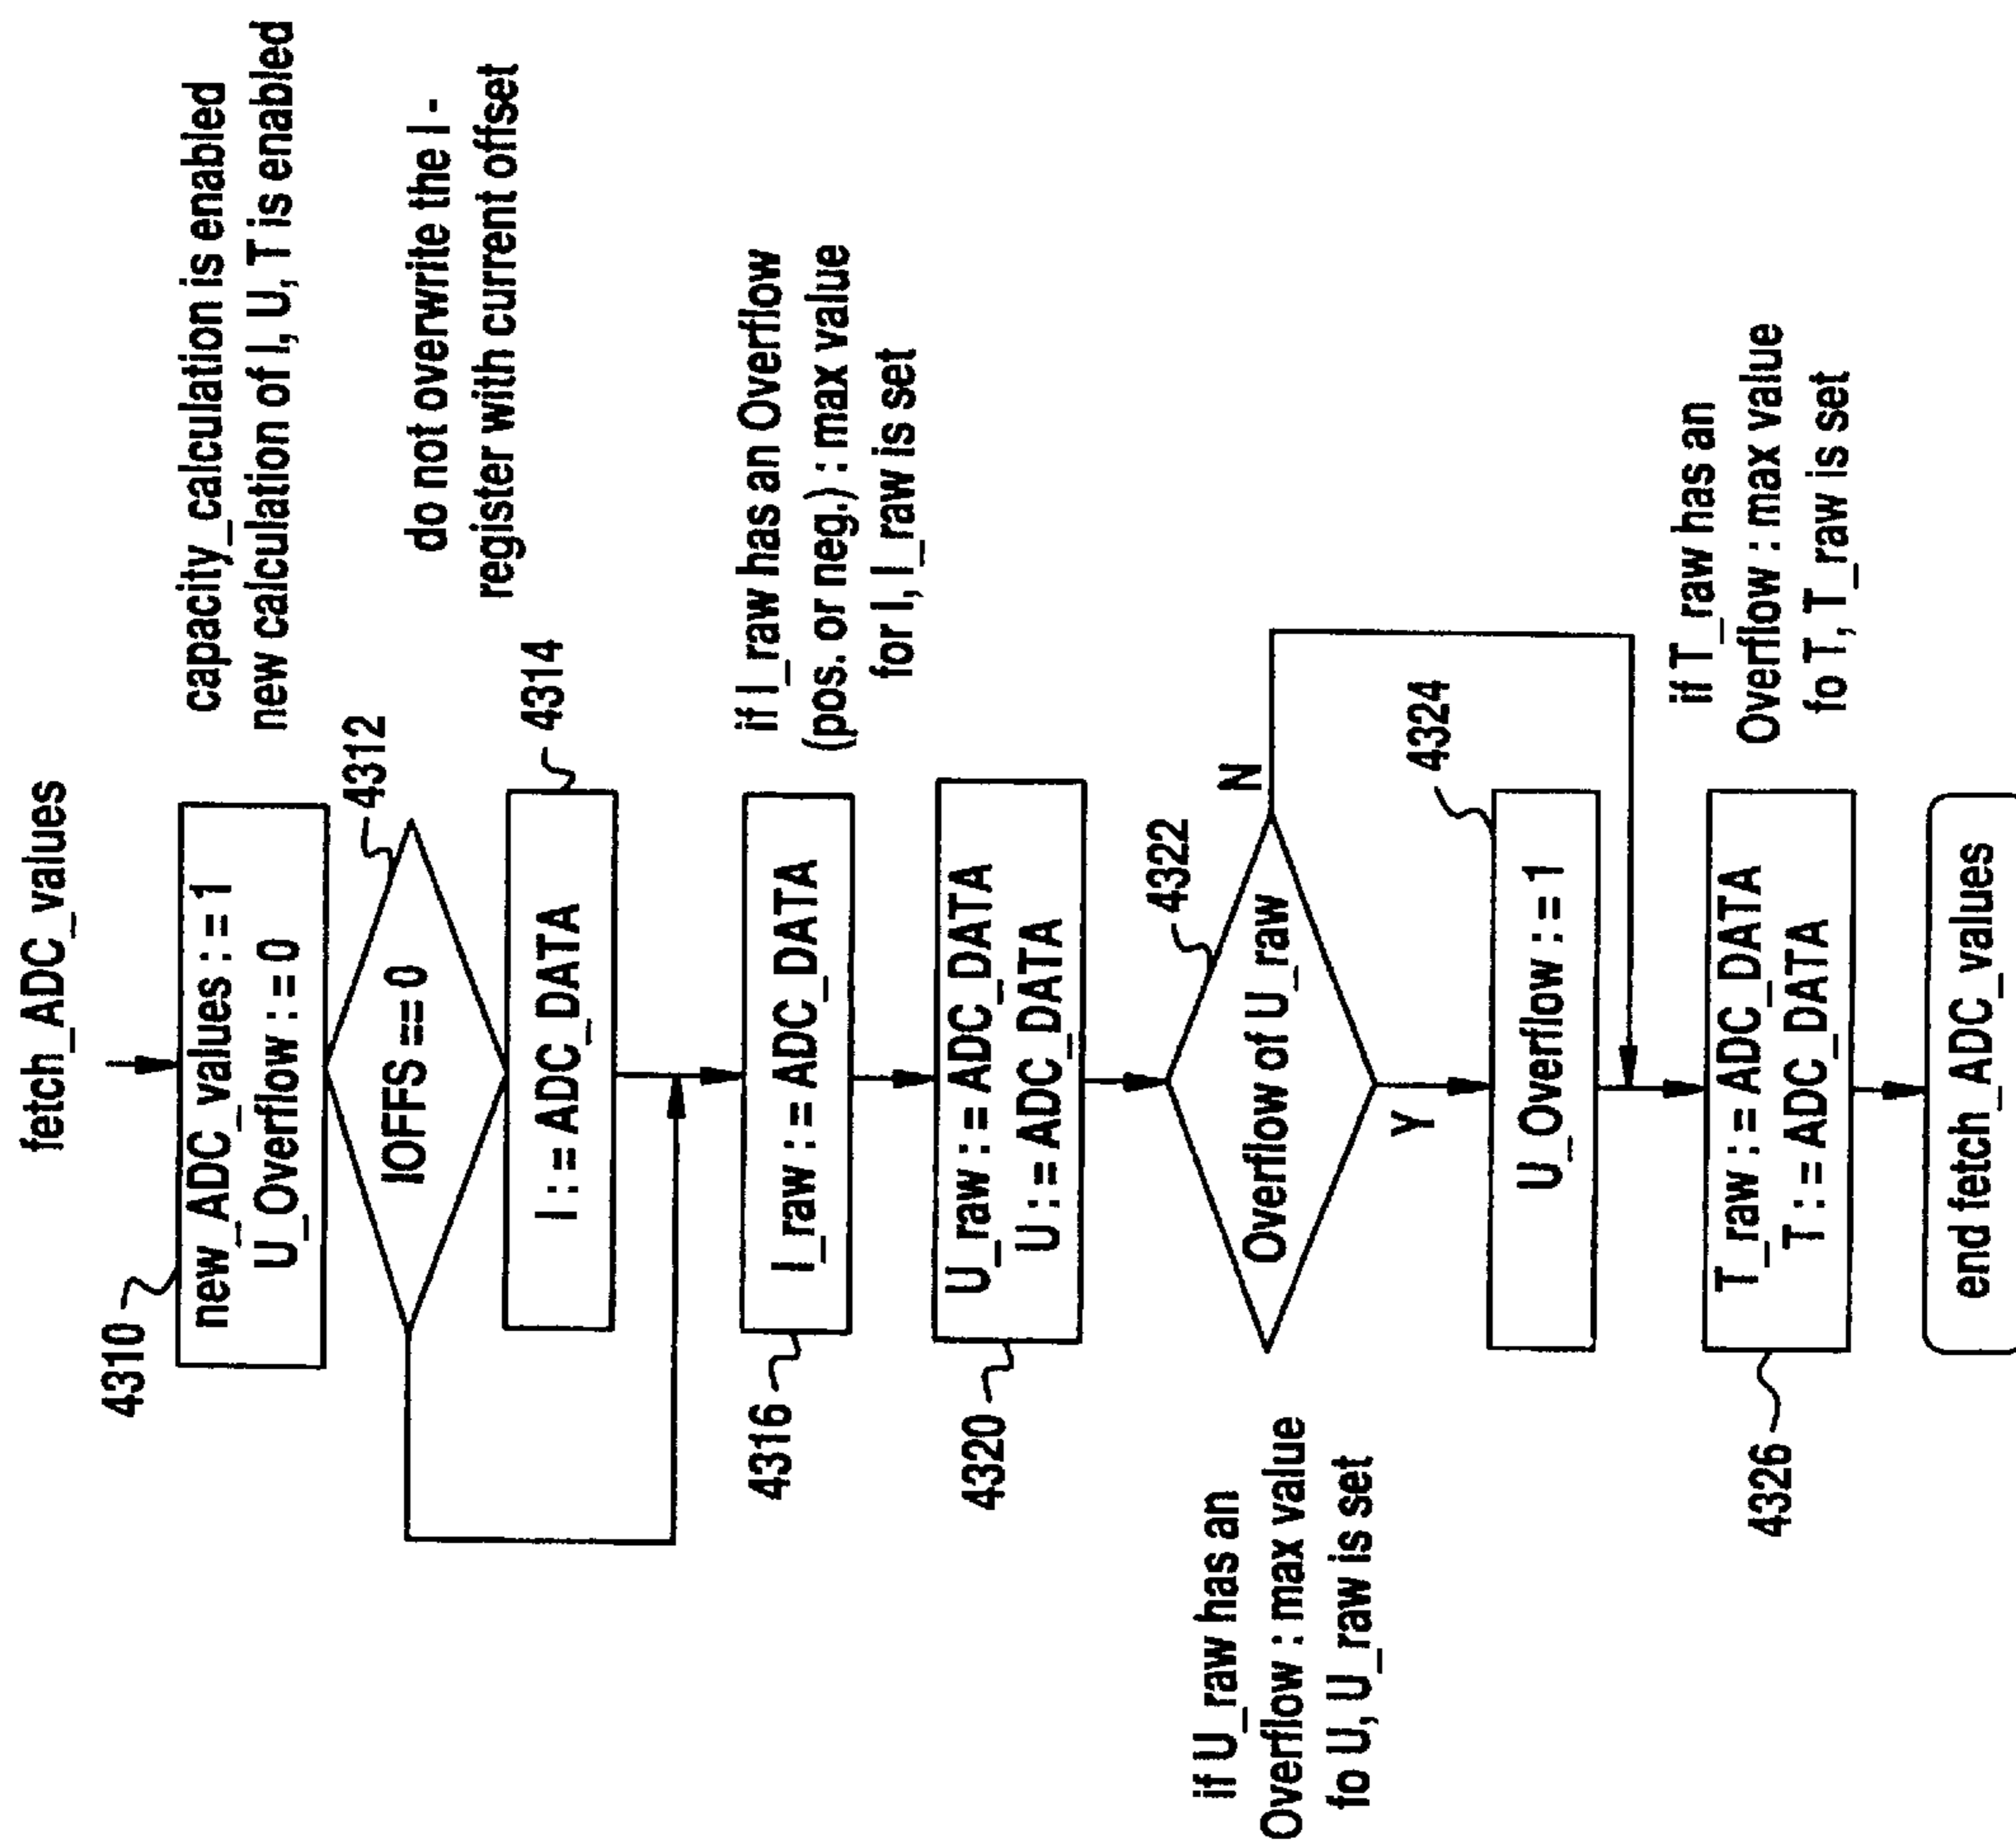 fetch_ADC_values
4310
new_ADC_values : = 1
U_Overflow : = 0
capacity_calculation is enabled
new calculation of I, U, T is enabled
4312
IOFFS == 0
do not overwrite the I -
register with current offset
4314
I : = ADC_DATA
4316
I_raw : = ADC_DATA
if I_raw has an Overflow
(pos. or neg.) : max value
for I, I_raw is set
4320
U_raw : = ADC_DATA
U : = ADC_DATA
4322
Overflow of U_raw
N
Y
if U_raw has an
Overflow : max value
fo U, U_raw is set
4324
U_Overflow : = 1
4326
T_raw : = ADC_DATA
T : = ADC_DATA
if T_raw has an
Overflow : max value
fo T, T_raw is set
end fetch_ADC_values